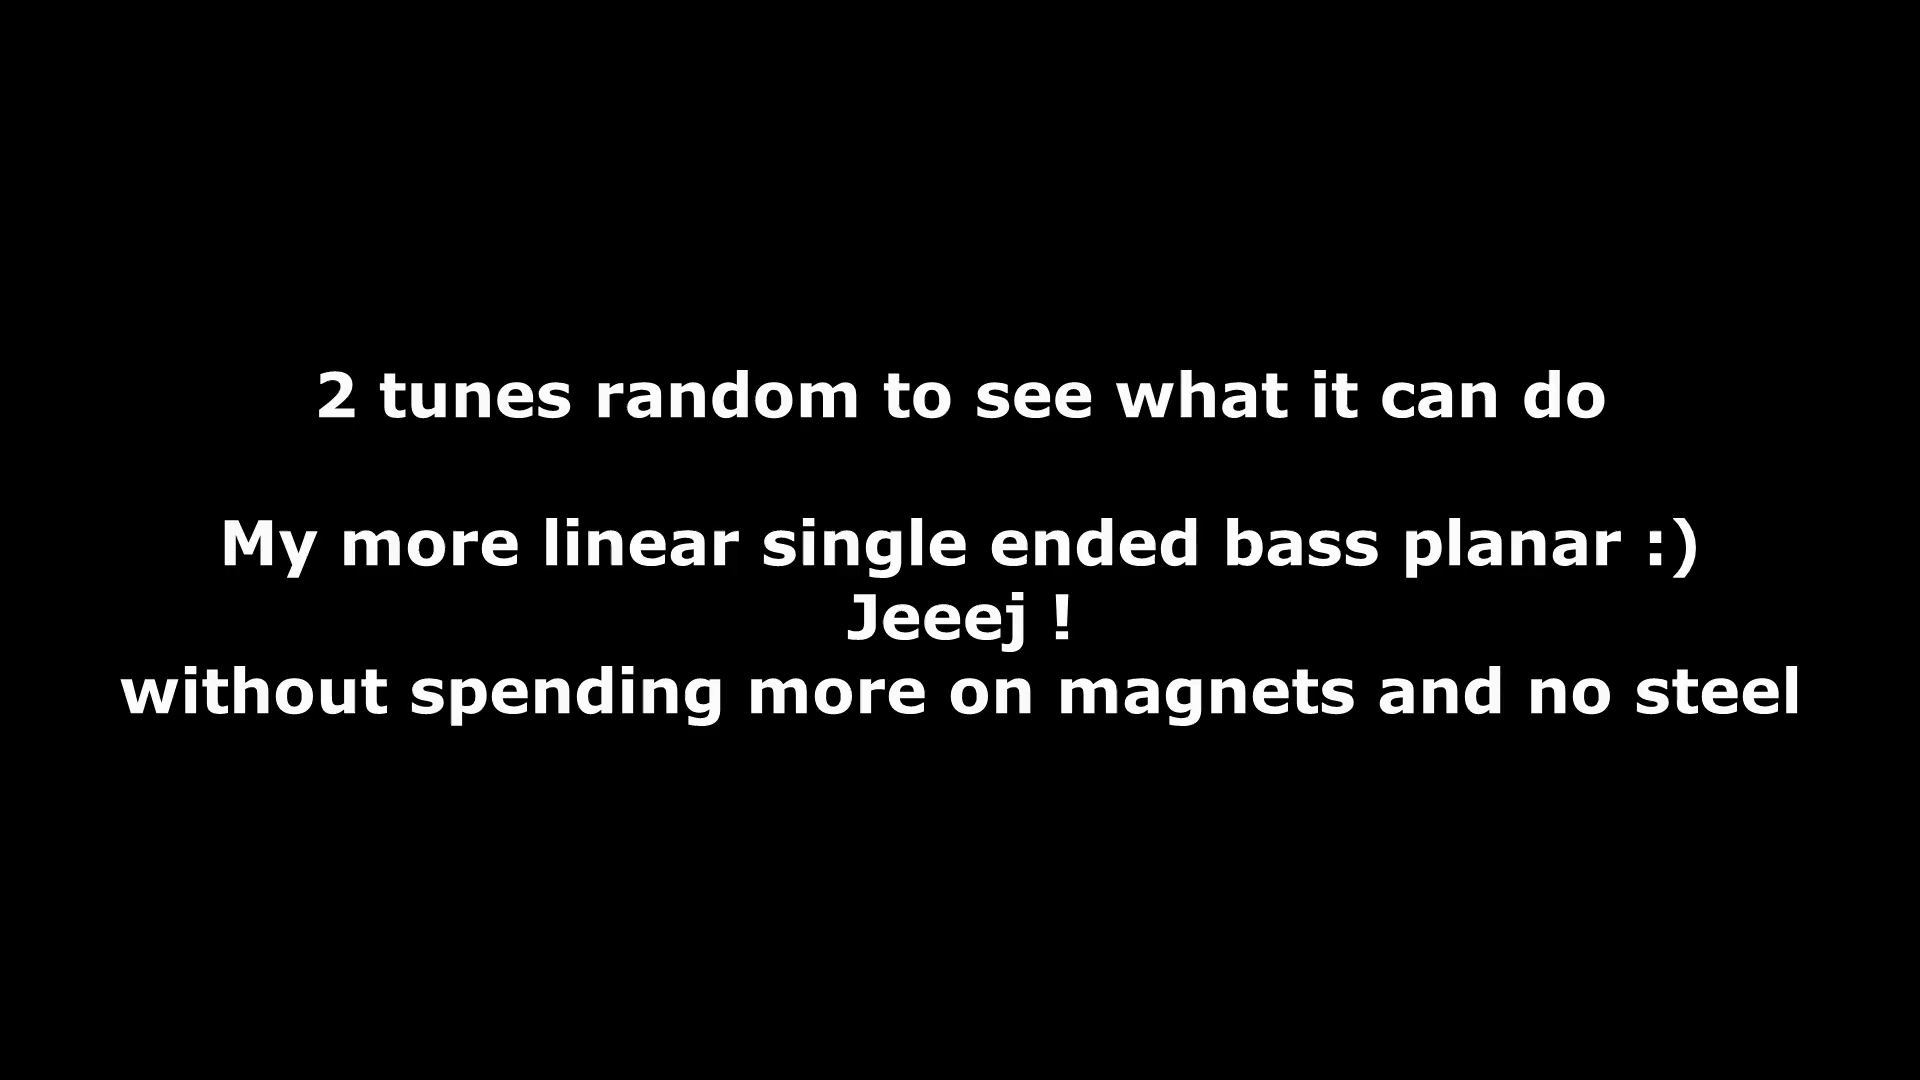 2 tunes random to see what it can do
My more linear single ended bass planar :)
Jeeej !
without spending more on magnets and no steel